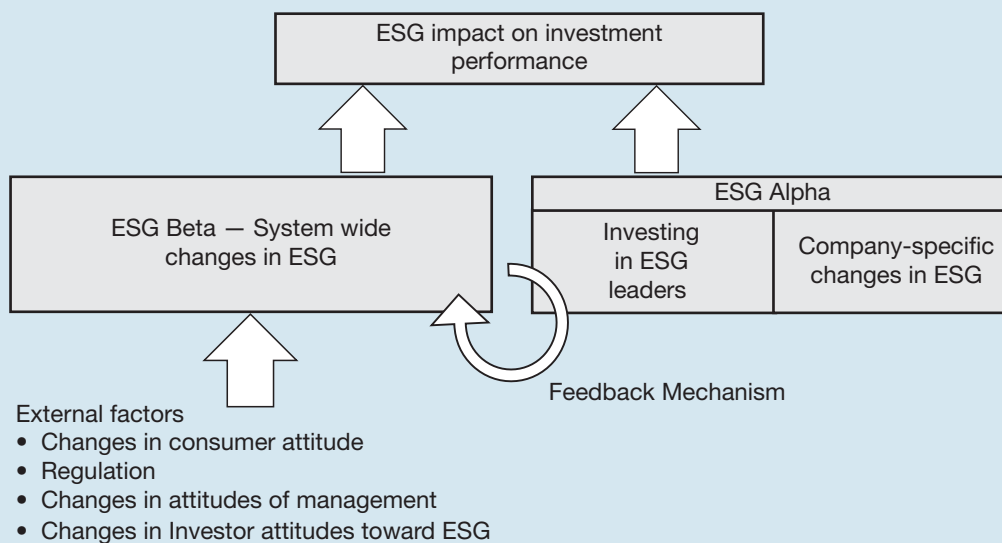 ESG impact on investment
performance
ESG Beta — System wide
changes in ESG
ESG Alpha
Investing
in ESG
leaders
Company-specific
changes in ESG
Feedback Mechanism
External factors
• Changes in consumer attitude
• Regulation
• Changes in attitudes of management
• Changes in Investor attitudes toward ESG